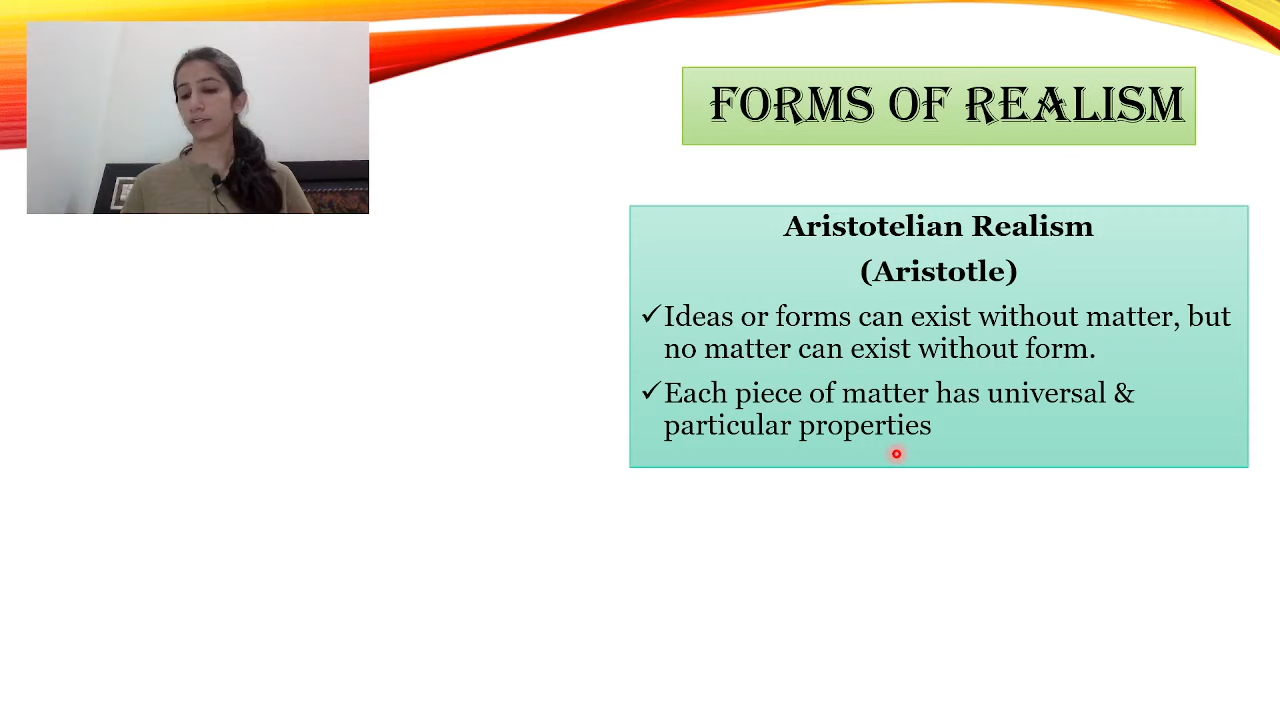 FORMS OF REALISM
Aristotelian Realism
(Aristotle)
✓Ideas or forms can exist without matter, but
no matter can exist without form.
✓Each piece of matter has universal &
particular properties